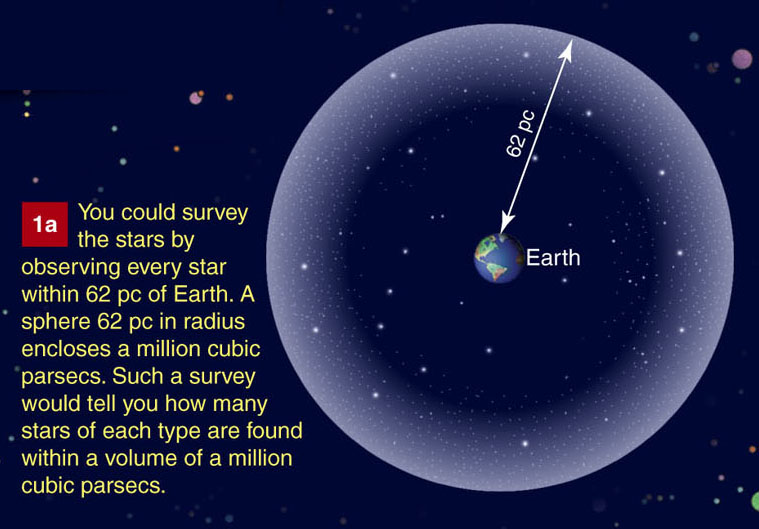 1a You could survey
the stars by
observing every star
within 62 pc of Earth. A
sphere 62 pc in radius
encloses a million cubic
parsecs. Such a survey
would tell you how many
stars of each type are found
within a volume of a million
cubic parsecs.
62 pc
Earth